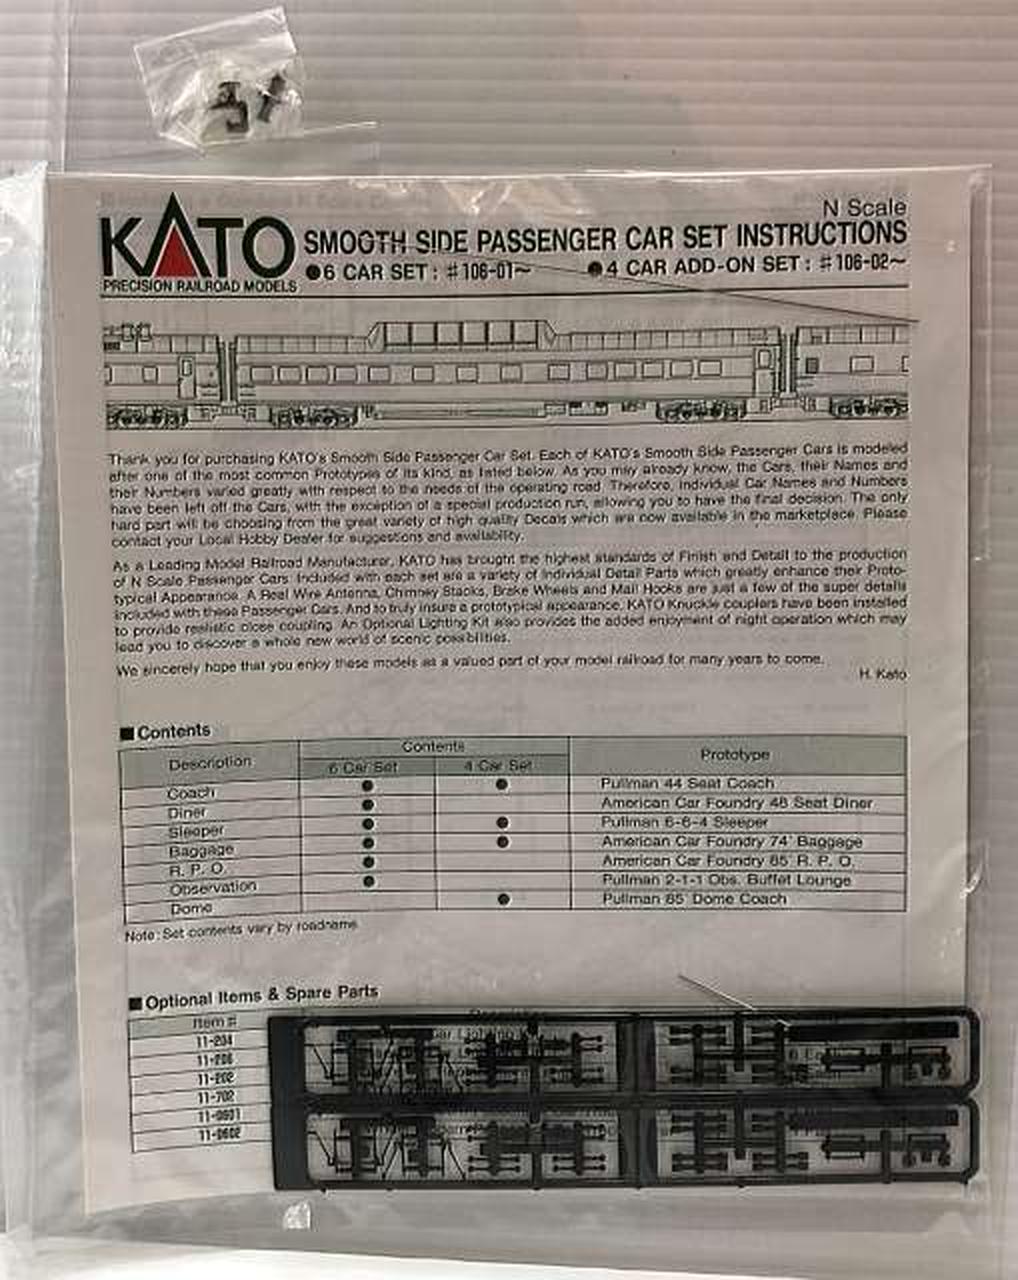 KATO
PRECISION RAILROAD MODELS
N Scale
SMOOTH SIDE PASSENGER CAR SET INSTRUCTIONS
●6 CAR SET : #106-01~ ●4 CAR ADD-ON SET : #106-02~
Thank you for purchasing KATO's Smooth Side Passenger Car Set. Each of KATO's Smooth Side Passenger Cars is modeled
after one of the most common Prototypes of its kind, as listed below. As you may already know, the Cars, their Names and
their Numbers varied greatly with respect to the needs of the operating road. Therefore, Individual Car Names and Numbers
have been left off the Cars, with the exception of a special production run, allowing you to have the final decision. The only
hard part will be choosing from the great variety of high quality Decals which are now available in the marketplace. Please
contact your Local Hobby Dealer for suggestions and availability.
As a Leading Model Railroad Manufacturer, KATO has brought the highest standards of Finish and Detail to the production
of N Scale Passenger Cars. Included with each set are a variety of Individual Detail Parts which greatly enhance their Proto-
typical Appearance. A Real Wire Antenna, Chimney Stacks, Brake Wheels and Mail Hooks are just a few of the super details
included with these Passenger Cars. And to truly insure a prototypical appearance, KATO Knuckle couplers have been installed
to provide realistic close coupling. An Optional Lighting Kit also provides the added enjoyment of night operation which may
lead you to discover a whole new world of scenic possibilities.
We sincerely hope that you enjoy these models as a valued part of your model railroad for many years to come.
H. Kato
■ Contents
Description Contents Prototype
6 Car Set 4 Car Set
Coach ● ● Pullman 44 Seat Coach
Diner ● American Car Foundry 48 Seat Diner
Sleeper ● ● Pullman 6-6-4 Sleeper
Baggage ● ● American Car Foundry 74' Baggage
R. P. O. ● American Car Foundry 85' R. P. O.
Observation ● Pullman 2-1-1 Obs. Buffet Lounge
Dome ● Pullman 85' Dome Coach
Note : Set contents vary by roadname
■ Optional Items & Spare Parts
Item #
11-204
11-206
11-202
11-702
11-0601
11-0602